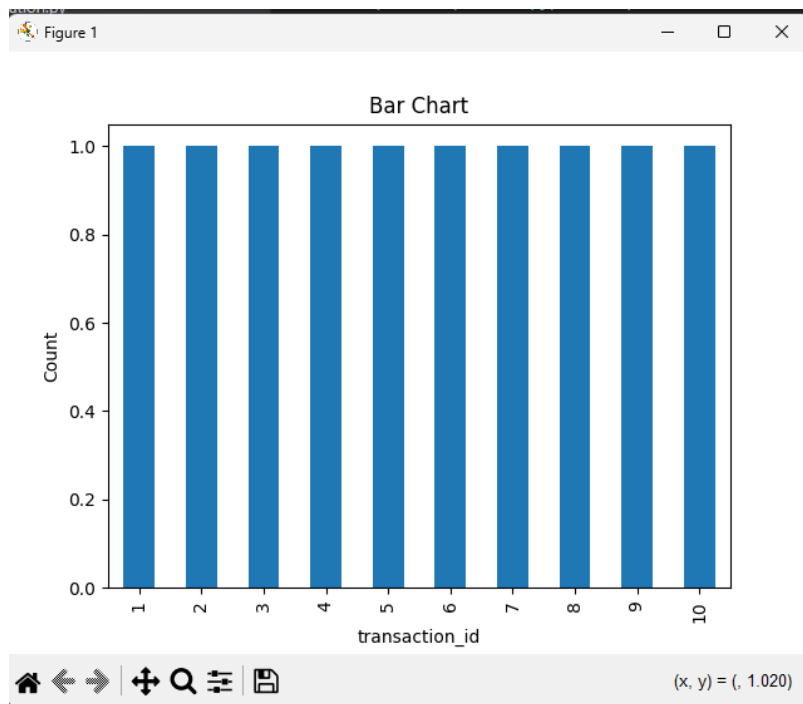 Figure 1
Bar Chart
1.0
0.8
0.6
0.4
0.2
0.0
Count
1 2 3 4 5 6 7 8 9 10
transaction_id
(x, y) = (, 1.020)